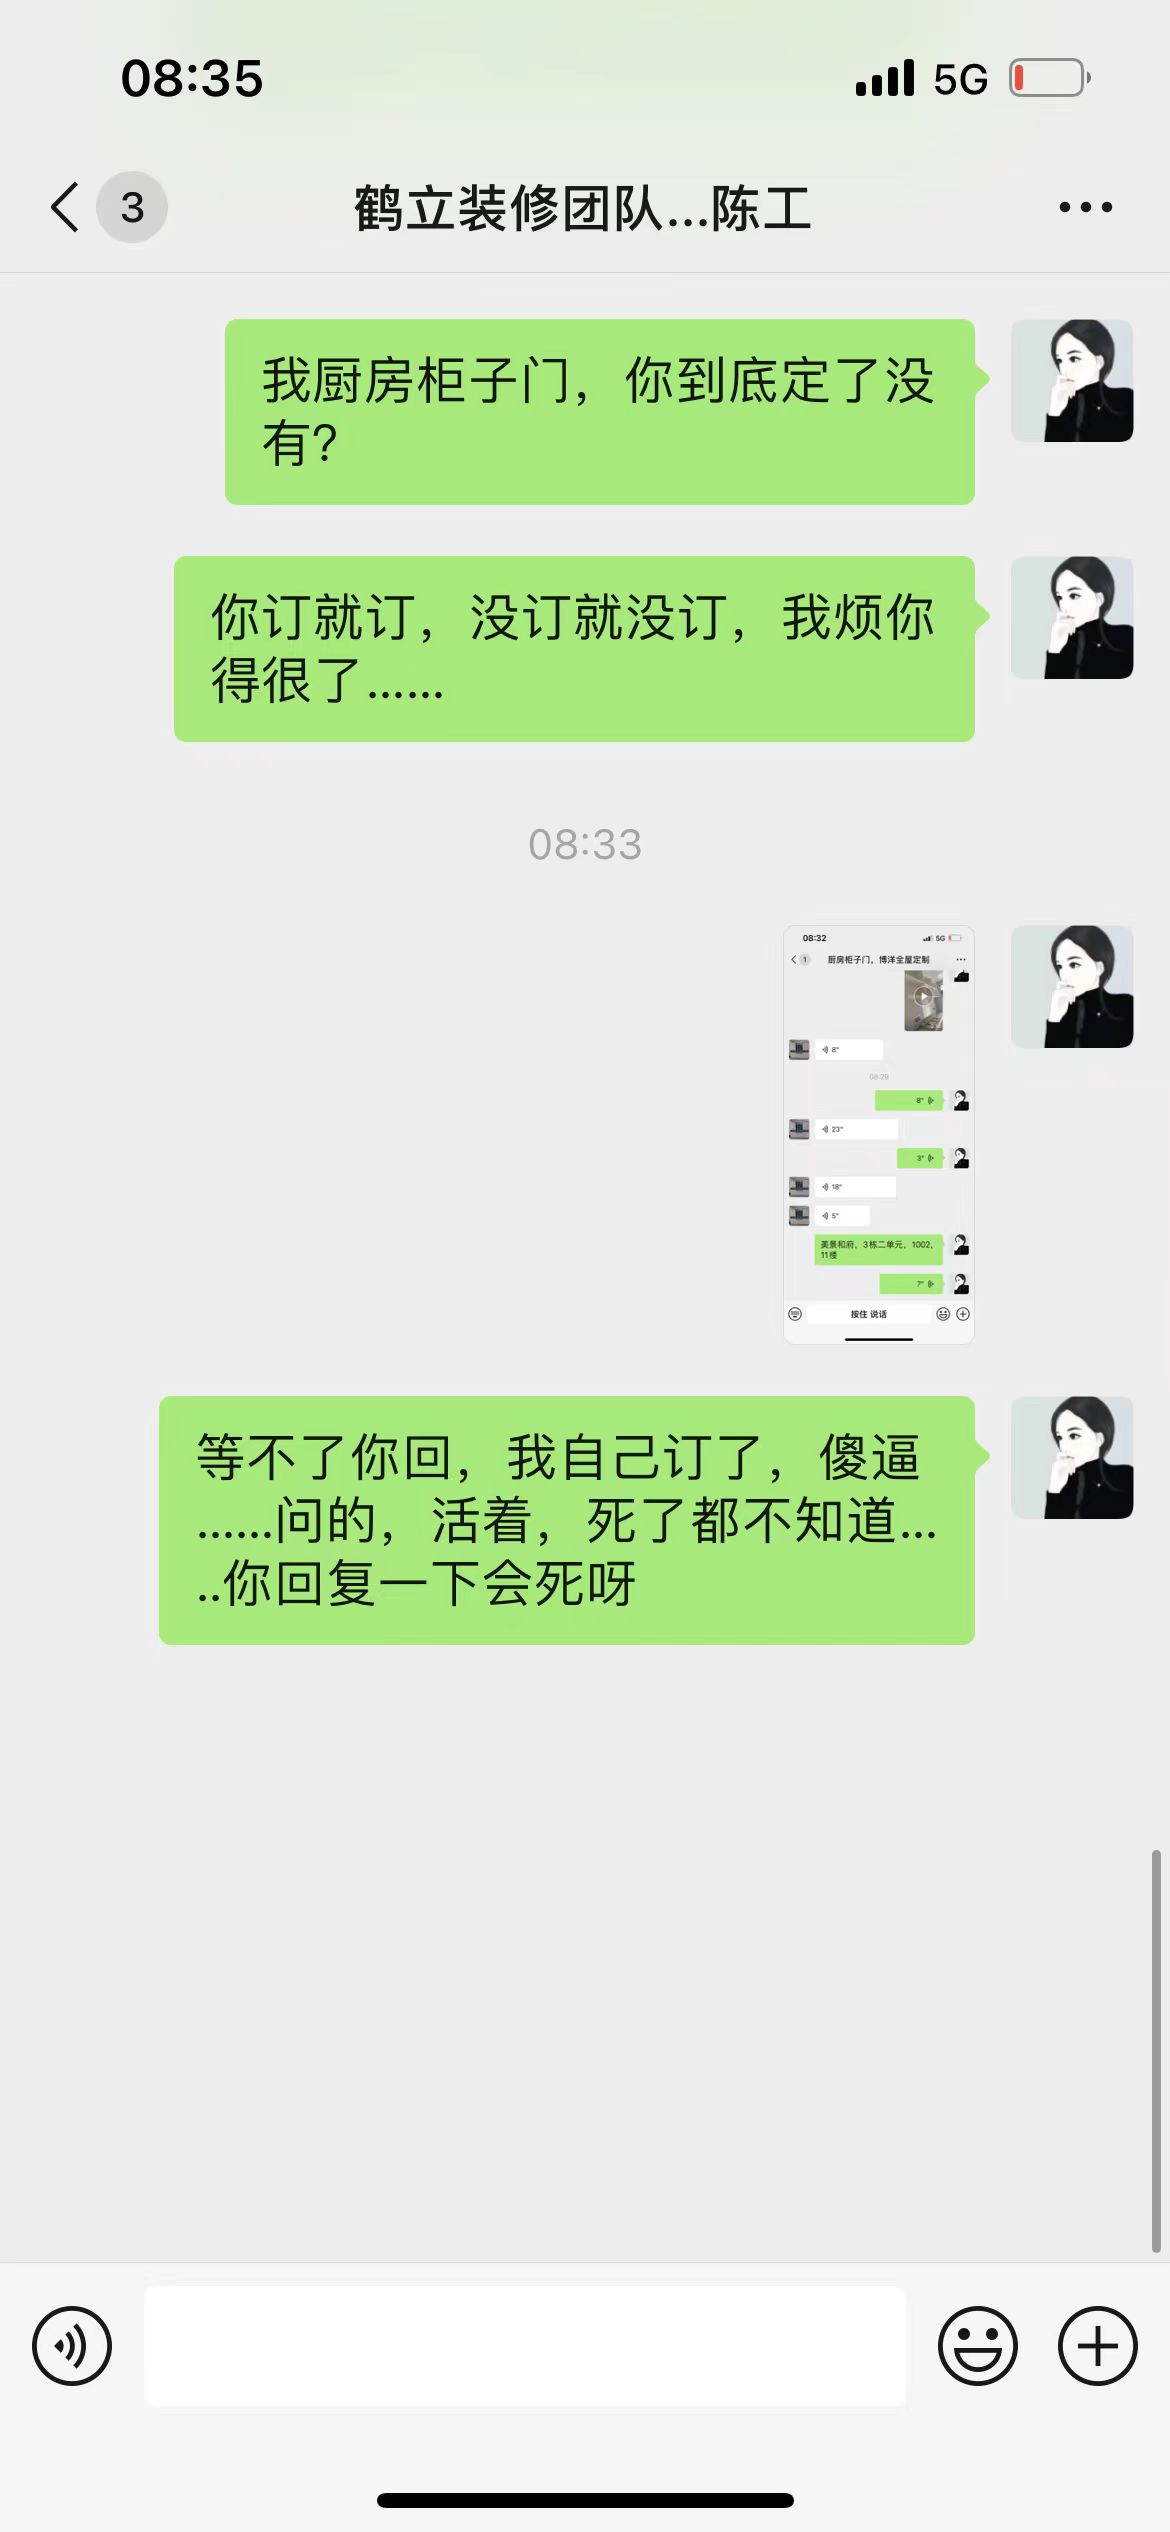 08:35
5G
3
鹤立装修团队...陈工
我厨房柜子门，你到底定了没
有?
你订就订，没订就没订，我烦你
得很了......
08:33
08:32
5G
1
厨房柜子门，博洋全屋定制
8"
08:29
8"
23"
3"
18"
5"
美景和府，3栋二单元，1002，
11楼
7"
按住 说话
等不了你回，我自己订了，傻逼
......问的，活着，死了都不知道...
..你回复一下会死呀